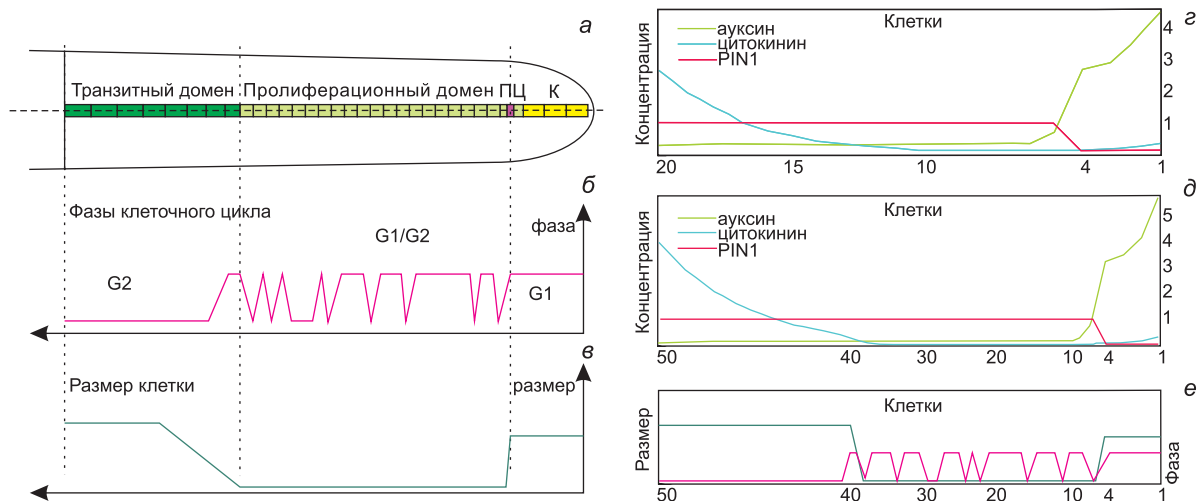 а
Транзитный домен Пролиферационный домен ПЦ К
б
Фазы клеточного цикла
фаза
G1/G2
G2
G1
в
Размер клетки
размер
г
Клетки
ауксин
цитокинин
PIN1
Концентрация
4
3
2
1
20 15 10 4 1
д
Клетки
ауксин
цитокинин
PIN1
Концентрация
5
4
3
2
1
50 40 30 20 10 4 1
е
Клетки
Размер
Фаза
50 40 30 20 10 4 1